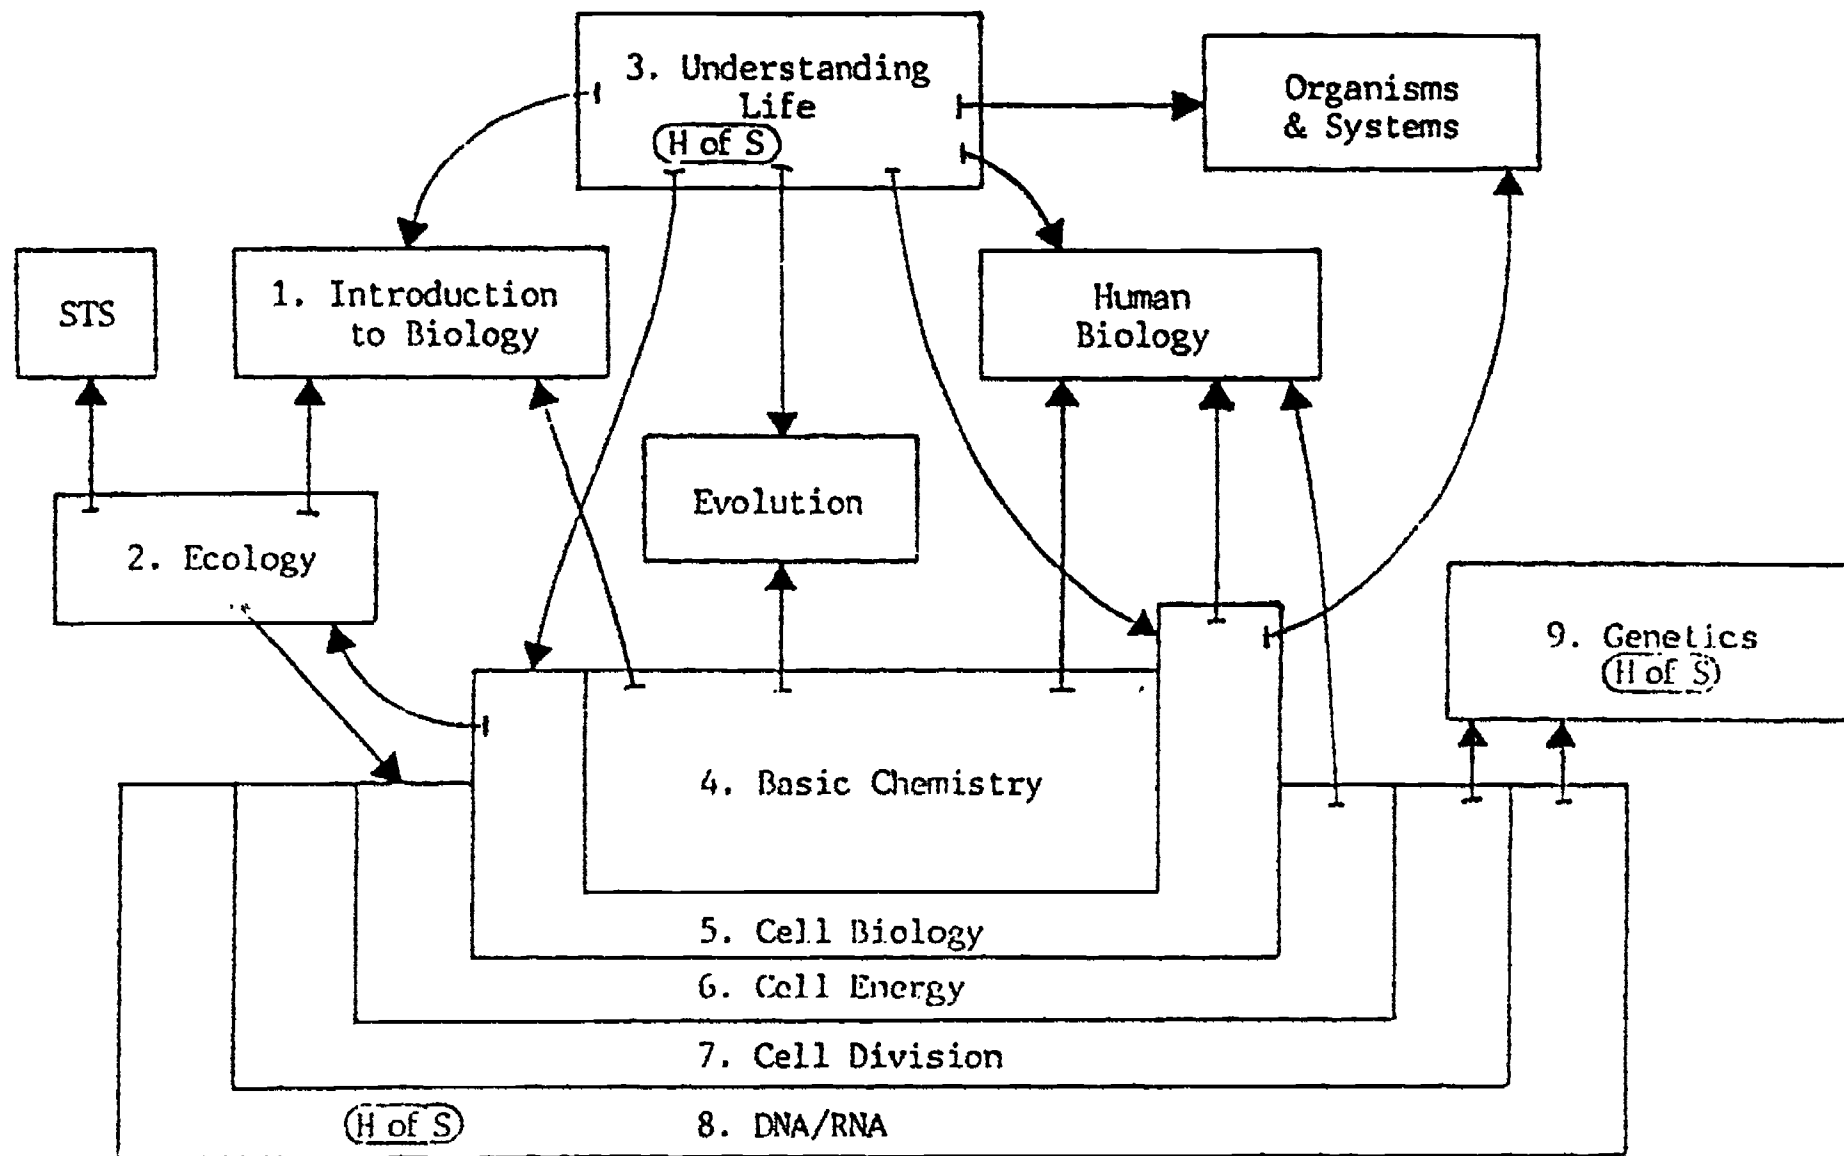 3. Understanding
Life
H of S
Organisms
& Systems
STS
1. Introduction
to Biology
Human
Biology
Evolution
2. Ecology
9. Genetics
H of S
4. Basic Chemistry
5. Cell Biology
6. Cell Energy
7. Cell Division
H of S
8. DNA/RNA